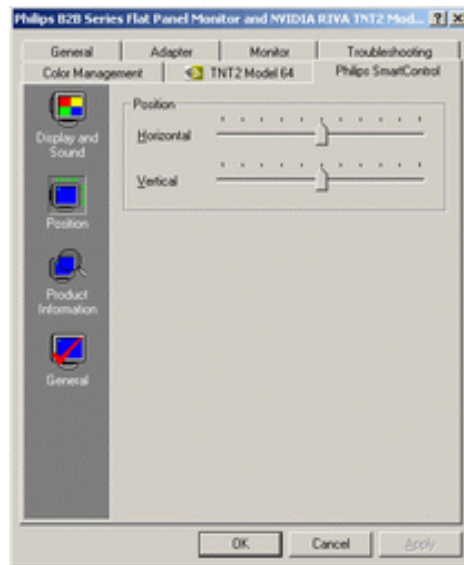 Philips B2B Series Flat Panel Monitor and NVIDIA RIVA TNT2 Mod... ? X
General Adapter Monitor Troubleshooting
Color Management TNT2 Model 64 Philips SmartControl
Display and
Sound
Position
Product
Information
General
Position
Horizontal
Vertical
OK Cancel Apply